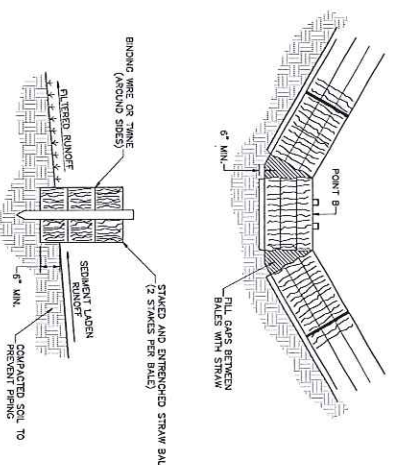 POINT B
6" MIN.
FILL GAPS BETWEEN
BALES WITH STRAW
BINDING WIRE OR TWINE
(AROUND SIDES)
STAKED AND ENTRENCHED STRAW BAL
(2 STAKES PER BALE)
FILTERED RUNOFF
SEDIMENT LADEN
RUNOFF
6" MIN.
COMPACTED SOIL TO
PREVENT PIPING